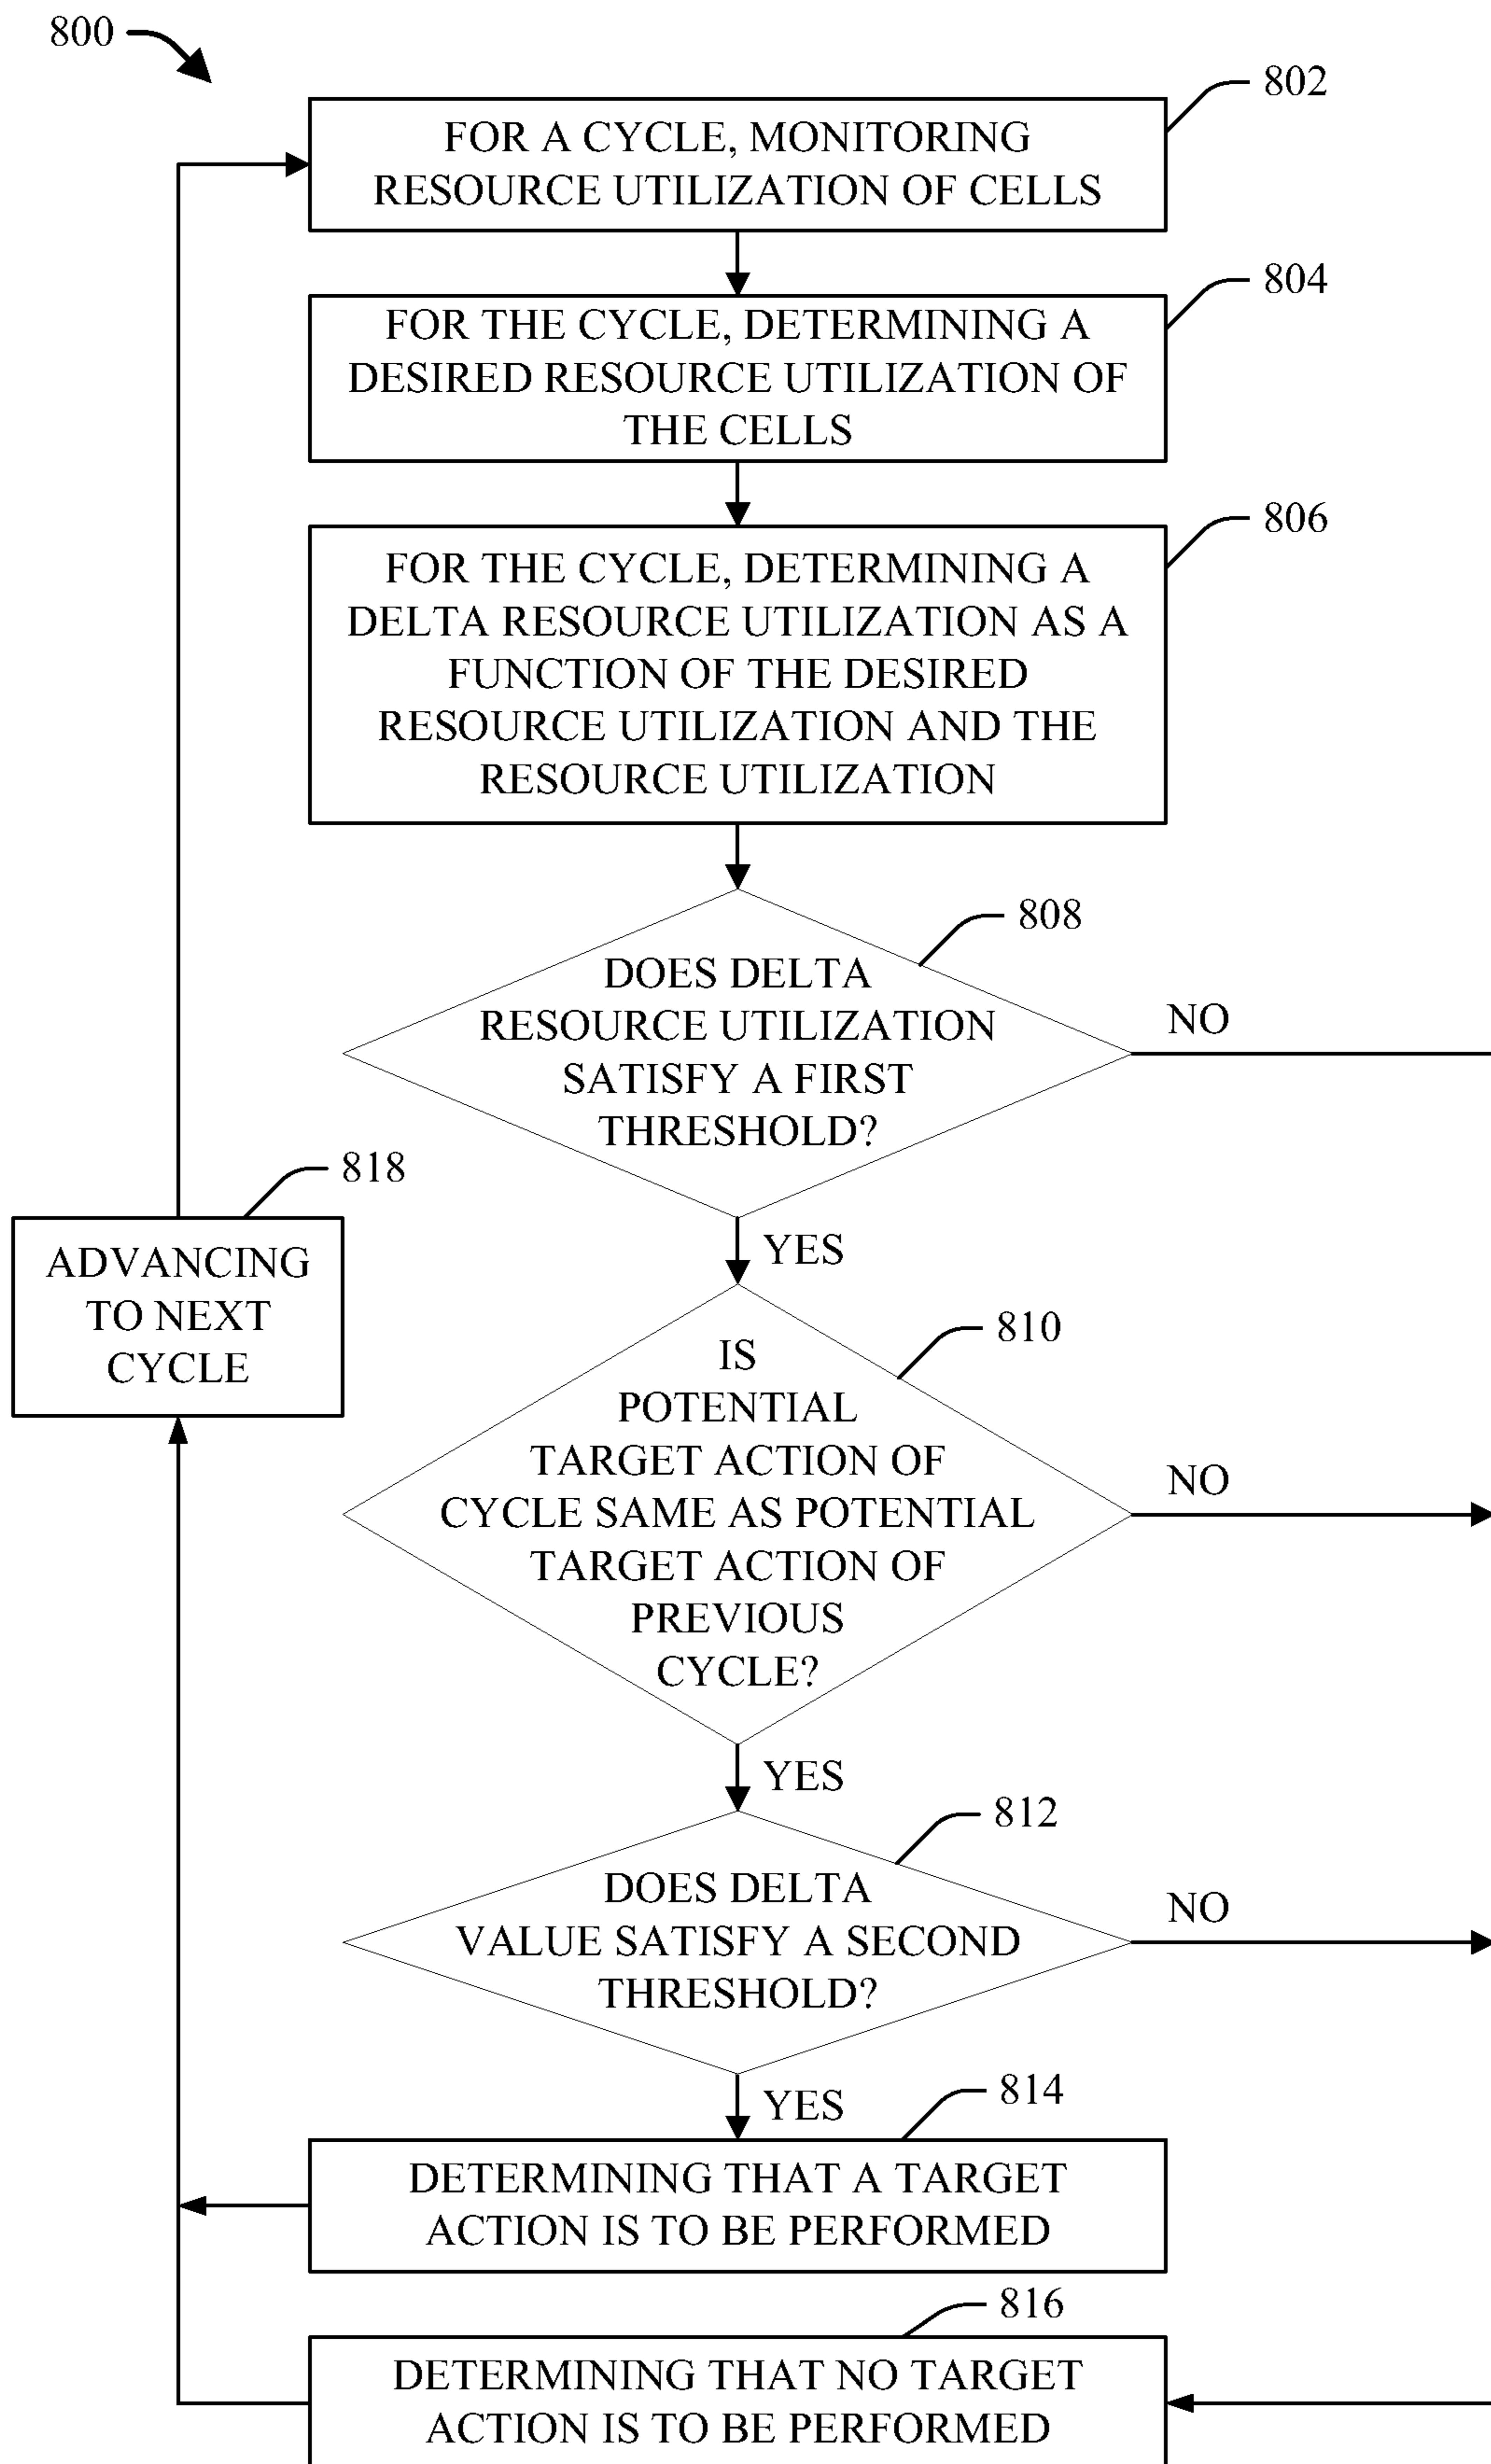 800
802
FOR A CYCLE, MONITORING
RESOURCE UTILIZATION OF CELLS
804
FOR THE CYCLE, DETERMINING A
DESIRED RESOURCE UTILIZATION OF
THE CELLS
806
FOR THE CYCLE, DETERMINING A
DELTA RESOURCE UTILIZATION AS A
FUNCTION OF THE DESIRED
RESOURCE UTILIZATION AND THE
RESOURCE UTILIZATION
808
DOES DELTA
RESOURCE UTILIZATION
SATISFY A FIRST
THRESHOLD?
NO
YES
818
ADVANCING
TO NEXT
CYCLE
810
IS
POTENTIAL
TARGET ACTION OF
CYCLE SAME AS POTENTIAL
TARGET ACTION OF
PREVIOUS
CYCLE?
NO
YES
812
DOES DELTA
VALUE SATISFY A SECOND
THRESHOLD?
NO
YES
814
DETERMINING THAT A TARGET
ACTION IS TO BE PERFORMED
816
DETERMINING THAT NO TARGET
ACTION IS TO BE PERFORMED